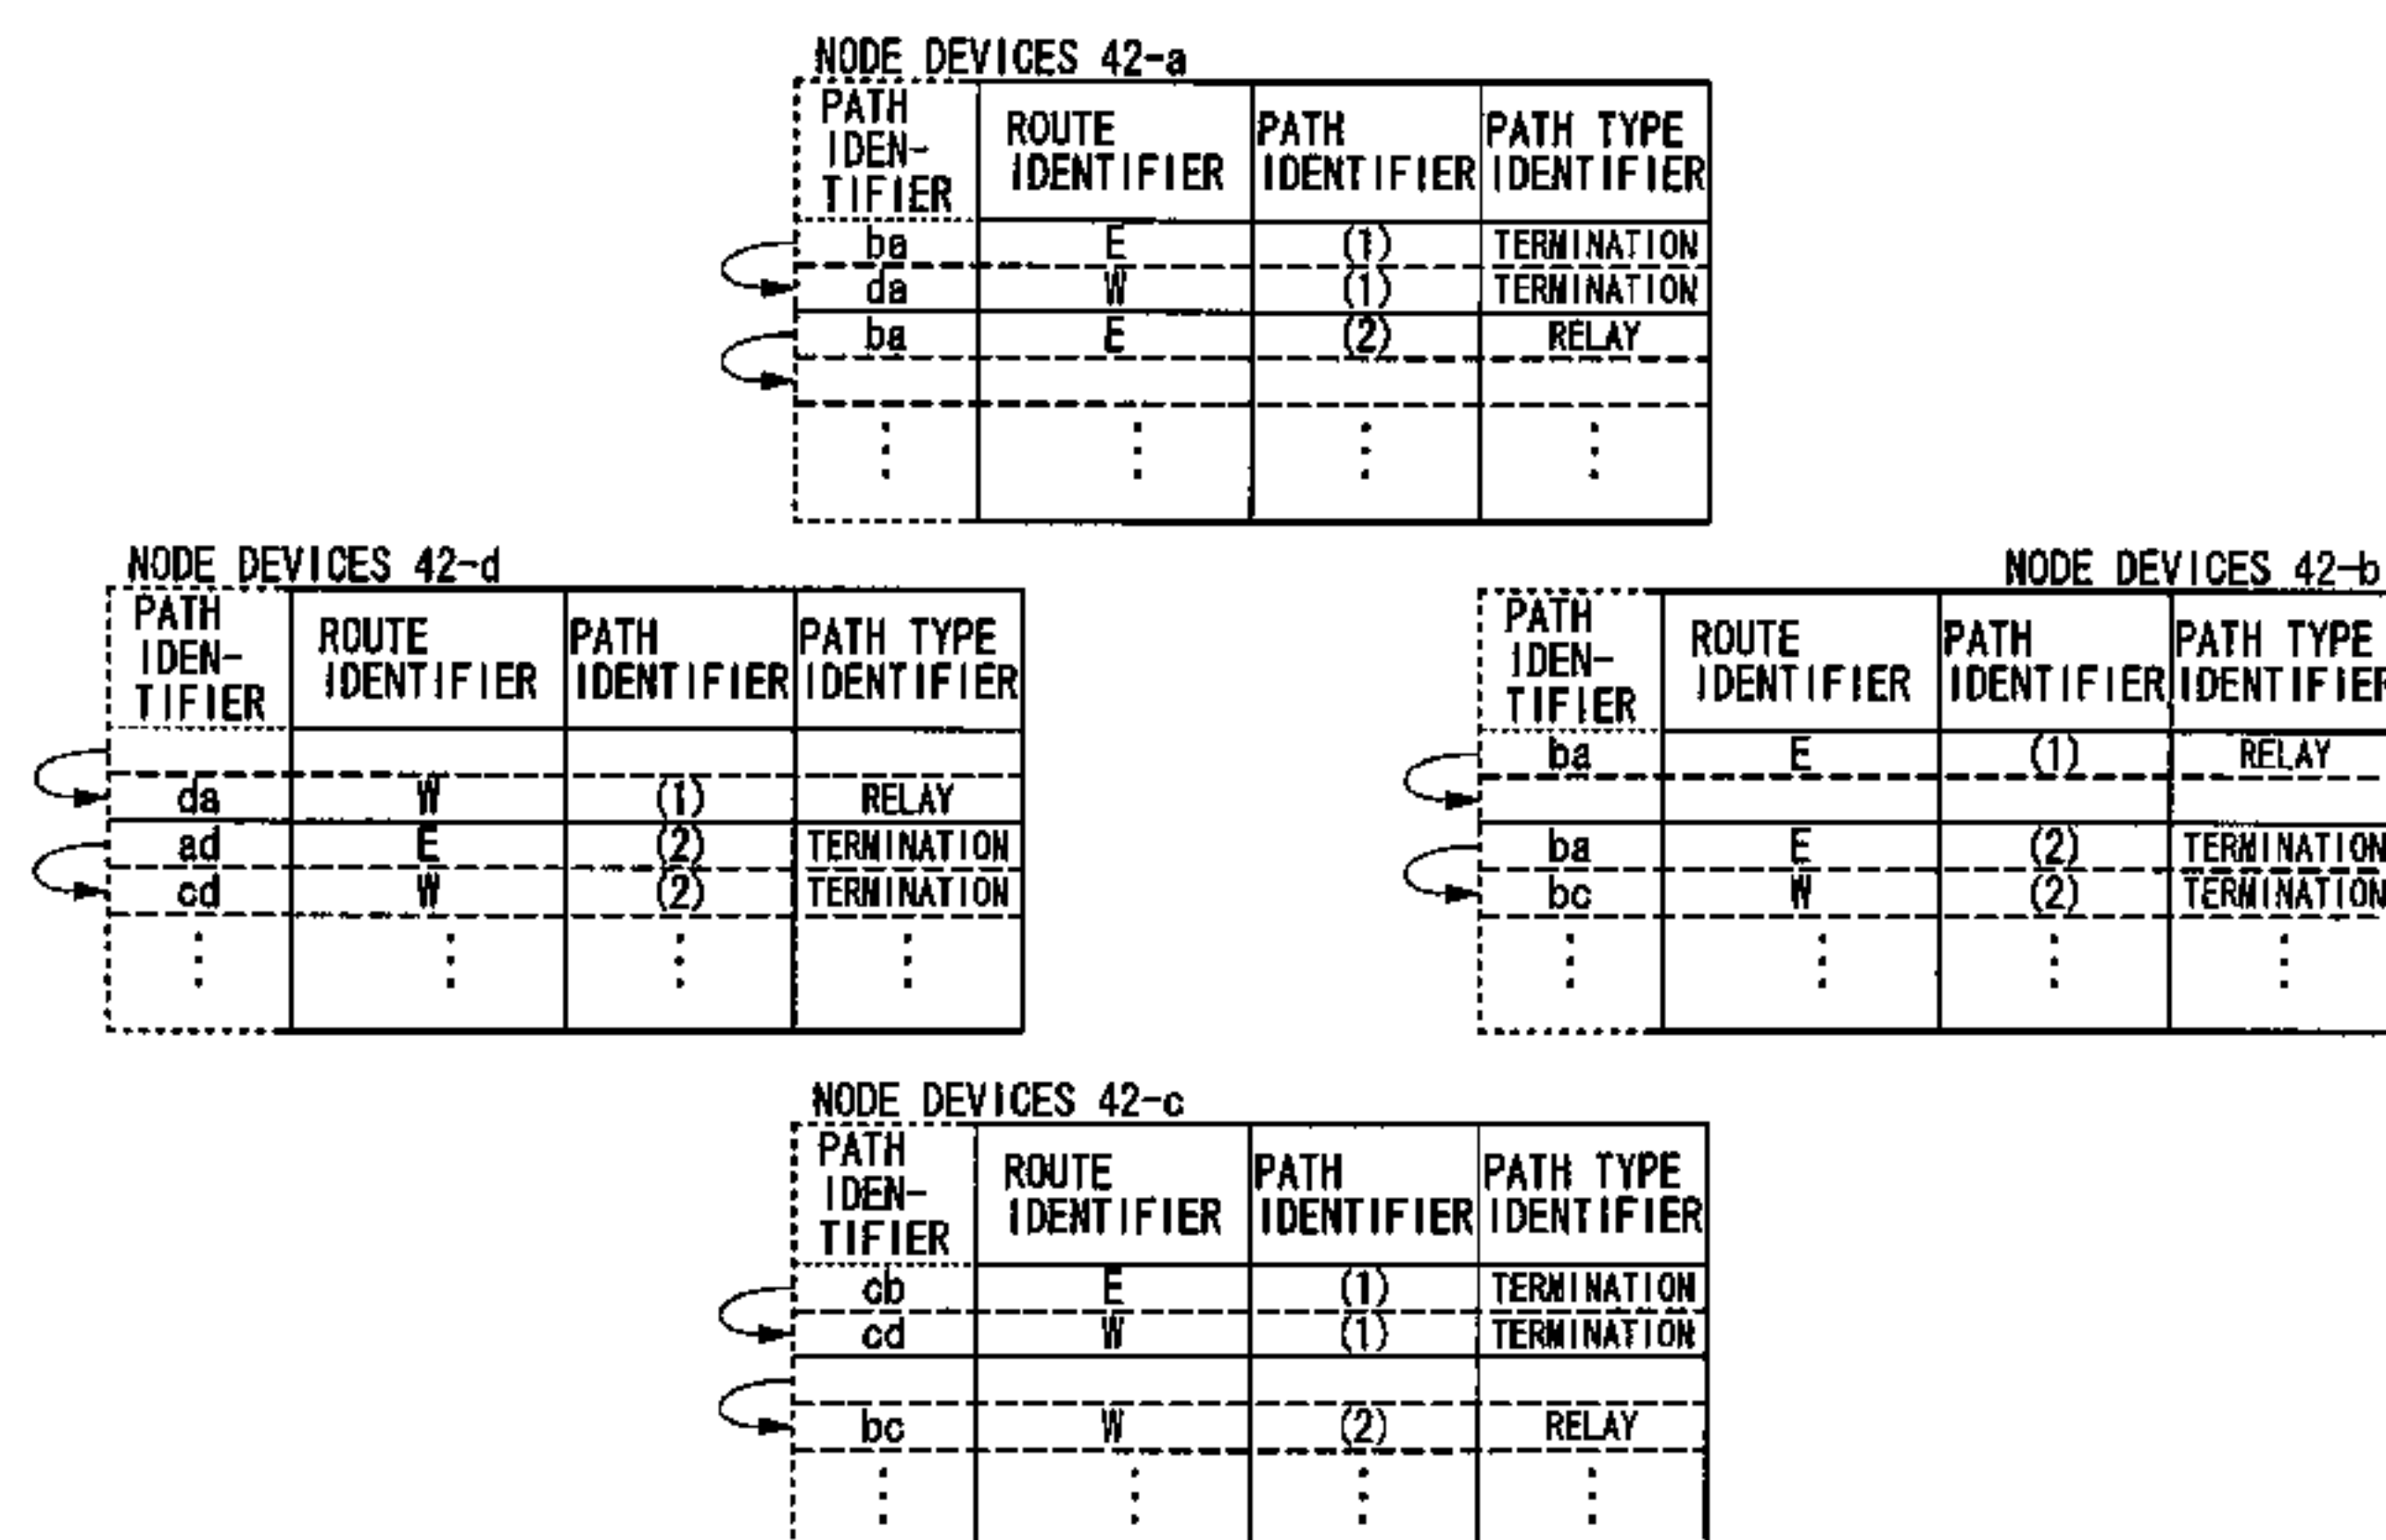 NODE DEVICES 42-a
PATH IDEN- TIFIER ROUTE IDENTIFIER PATH IDENTIFIER PATH TYPE IDENTIFIER
ba E (1) TERMINATION
da W (1) TERMINATION
ba E (2) RELAY
NODE DEVICES 42-d
PATH IDEN- TIFIER ROUTE IDENTIFIER PATH IDENTIFIER PATH TYPE IDENTIFIER
da W (1) RELAY
ad E (2) TERMINATION
cd W (2) TERMINATION
NODE DEVICES 42-b
PATH IDEN- TIFIER ROUTE IDENTIFIER PATH IDENTIFIER PATH TYPE IDENTIFIER
ba E (1) RELAY
ba E (2) TERMINATION
bc W (2) TERMINATION
NODE DEVICES 42-c
PATH IDEN- TIFIER ROUTE IDENTIFIER PATH IDENTIFIER PATH TYPE IDENTIFIER
cb E (1) TERMINATION
cd W (1) TERMINATION
bc W (2) RELAY